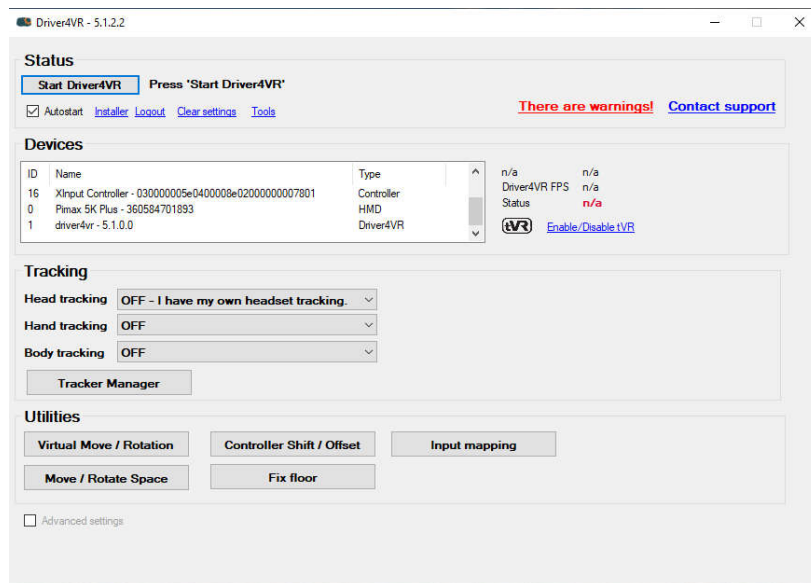 Driver4VR - 5.1.2.2
Status
Start Driver4VR Press 'Start Driver4VR'
Autostart Installer Logout Clear settings Tools There are warnings! Contact support
Devices
ID Name Type
16 XInput Controller - 030000005e0400008e02000000007801 Controller
0 Pimax 5K Plus - 360584701893 HMD
1 driver4vr - 5.1.0.0 Driver4VR
n/a n/a
Driver4VR FPS n/a
Status n/a
tVR Enable/Disable tVR
Tracking
Head tracking OFF - I have my own headset tracking.
Hand tracking OFF
Body tracking OFF
Tracker Manager
Utilities
Virtual Move / Rotation Controller Shift / Offset Input mapping
Move / Rotate Space Fix floor
Advanced settings